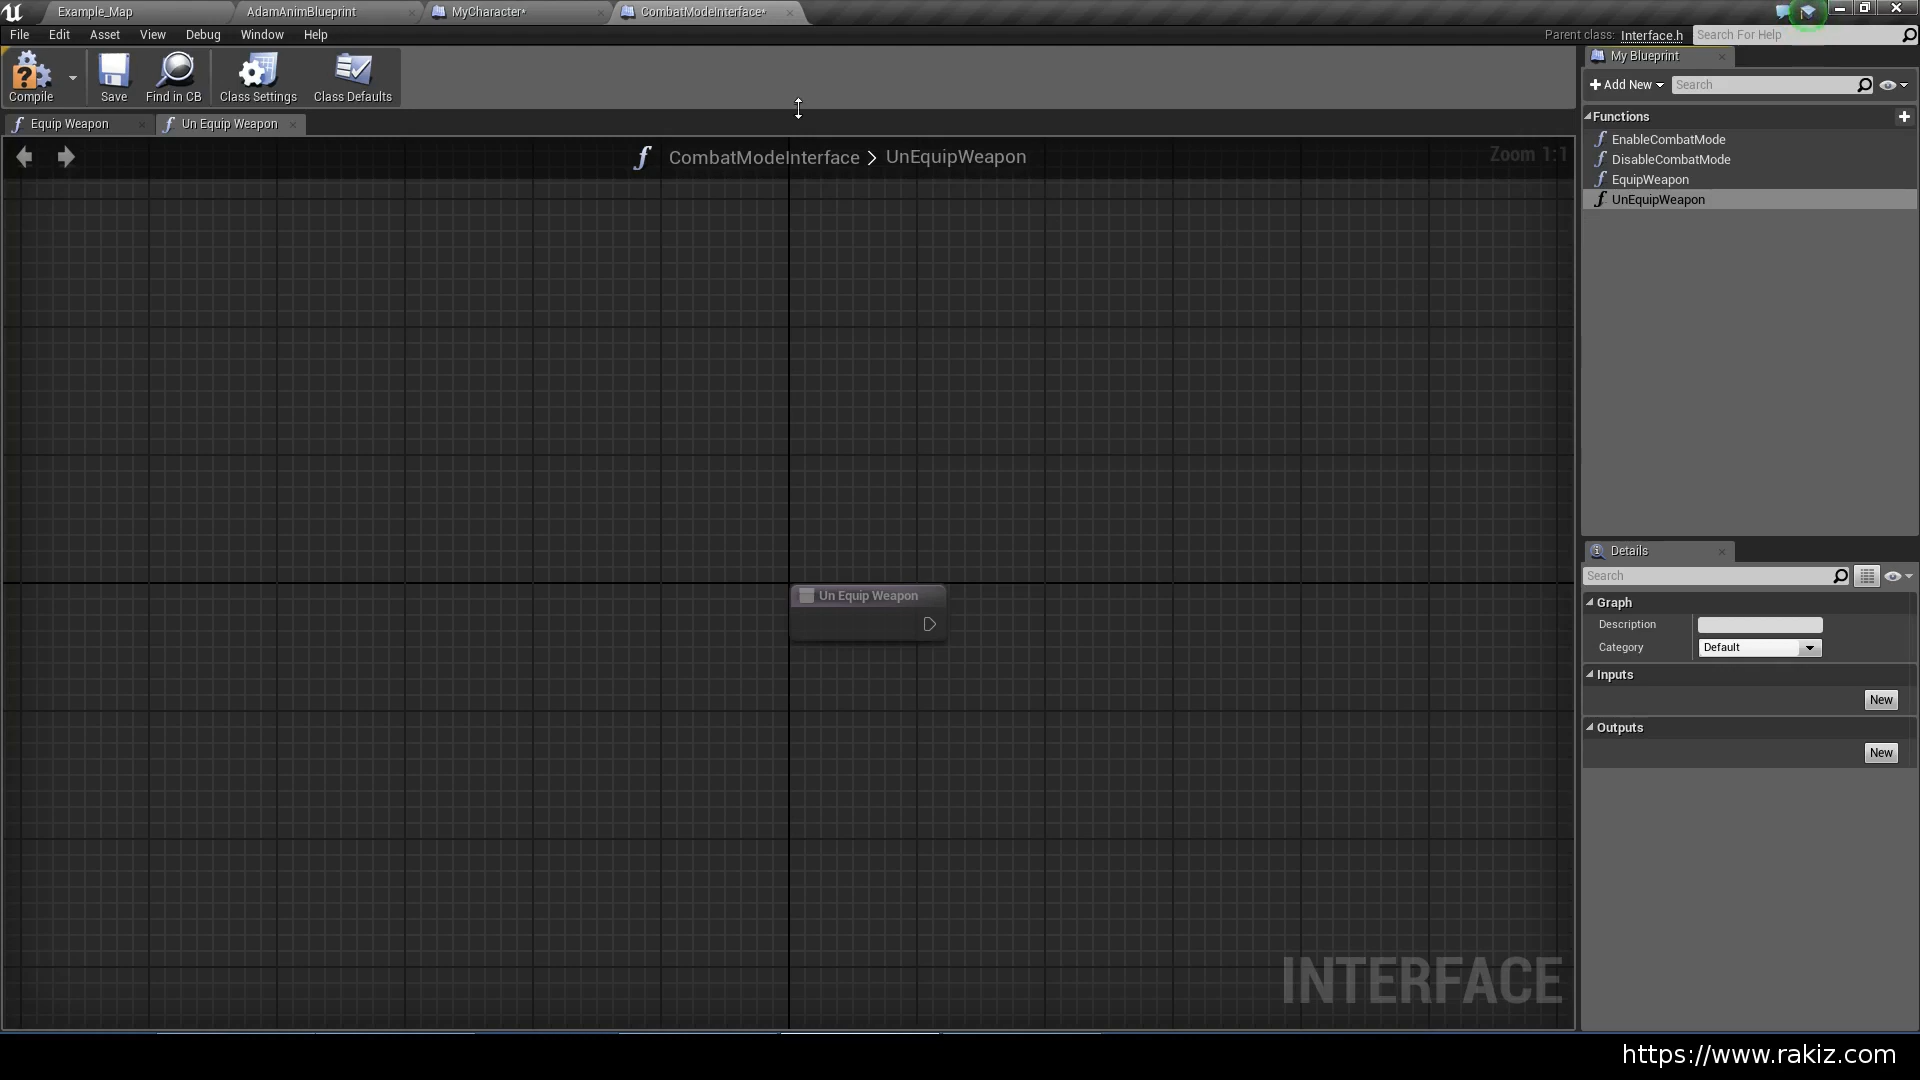 Example_Map
AdamAnimBlueprint
MyCharacter*
CombatModeInterface*
File Edit Asset View Window Debug Help
Parent class: Interface.h
Search For Help
Compile
Save
Find in CB
Class Settings
Class Defaults
Equip Weapon
Un Equip Weapon
CombatModeInterface > UnEquipWeapon
Zoom 1:1
Un Equip Weapon
INTERFACE
My Blueprint
Add New
Search
Functions
EnableCombatMode
DisableCombatMode
EquipWeapon
UnEquipWeapon
Details
Search
Graph
Description
Category
Default
Inputs
New
Outputs
New
https://www.rakiz.com